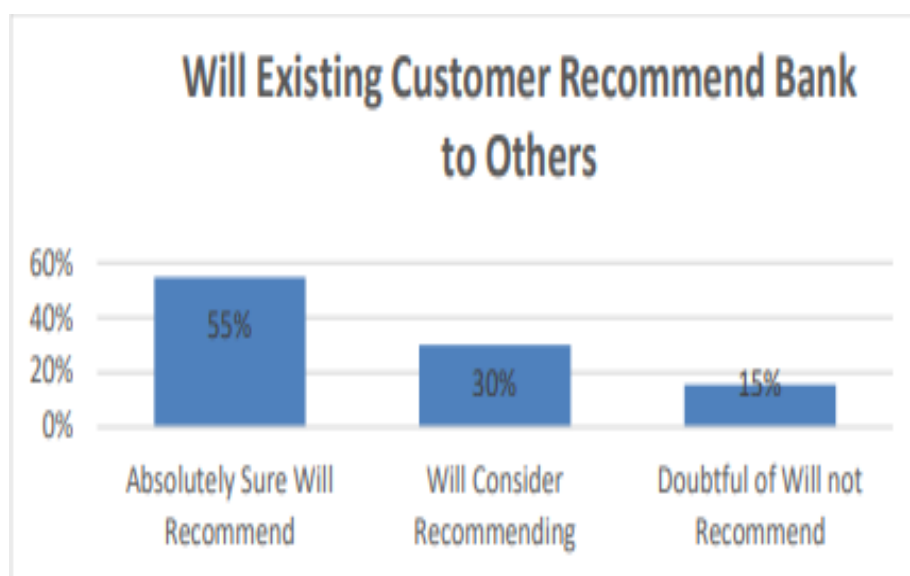 Will Existing Customer Recommend Bank
to Others
60%
40%
20%
0%
55%
30%
15%
Absolutely Sure Will
Recommend
Will Consider
Recommending
Doubtful of Will not
Recommend